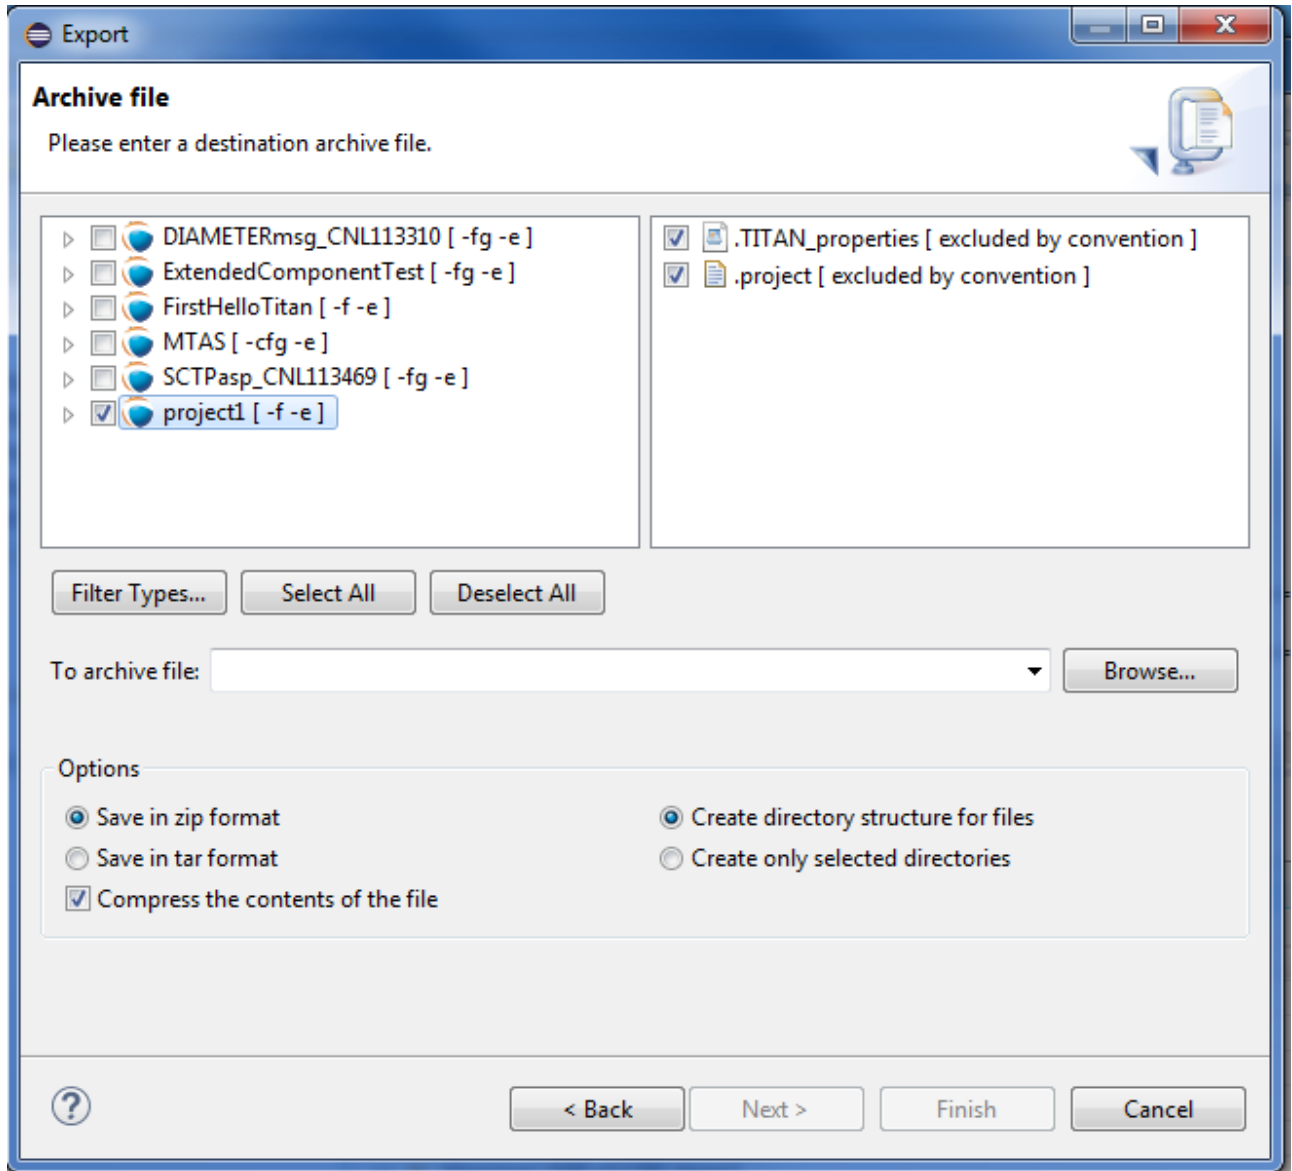 Export
Archive file
Please enter a destination archive file.
DIAMETERmsg_CNL113310 [ -fg -e ]
ExtendedComponentTest [ -fg -e ]
FirstHelloTitan [ -f -e ]
MTAS [ -cfg -e ]
SCTPasp_CNL113469 [ -fg -e ]
project1 [ -f -e ]
.TITAN_properties [ excluded by convention ]
.project [ excluded by convention ]
Filter Types... Select All Deselect All
To archive file: Browse...
Options
Save in zip format
Save in tar format
Compress the contents of the file
Create directory structure for files
Create only selected directories
? < Back Next > Finish Cancel